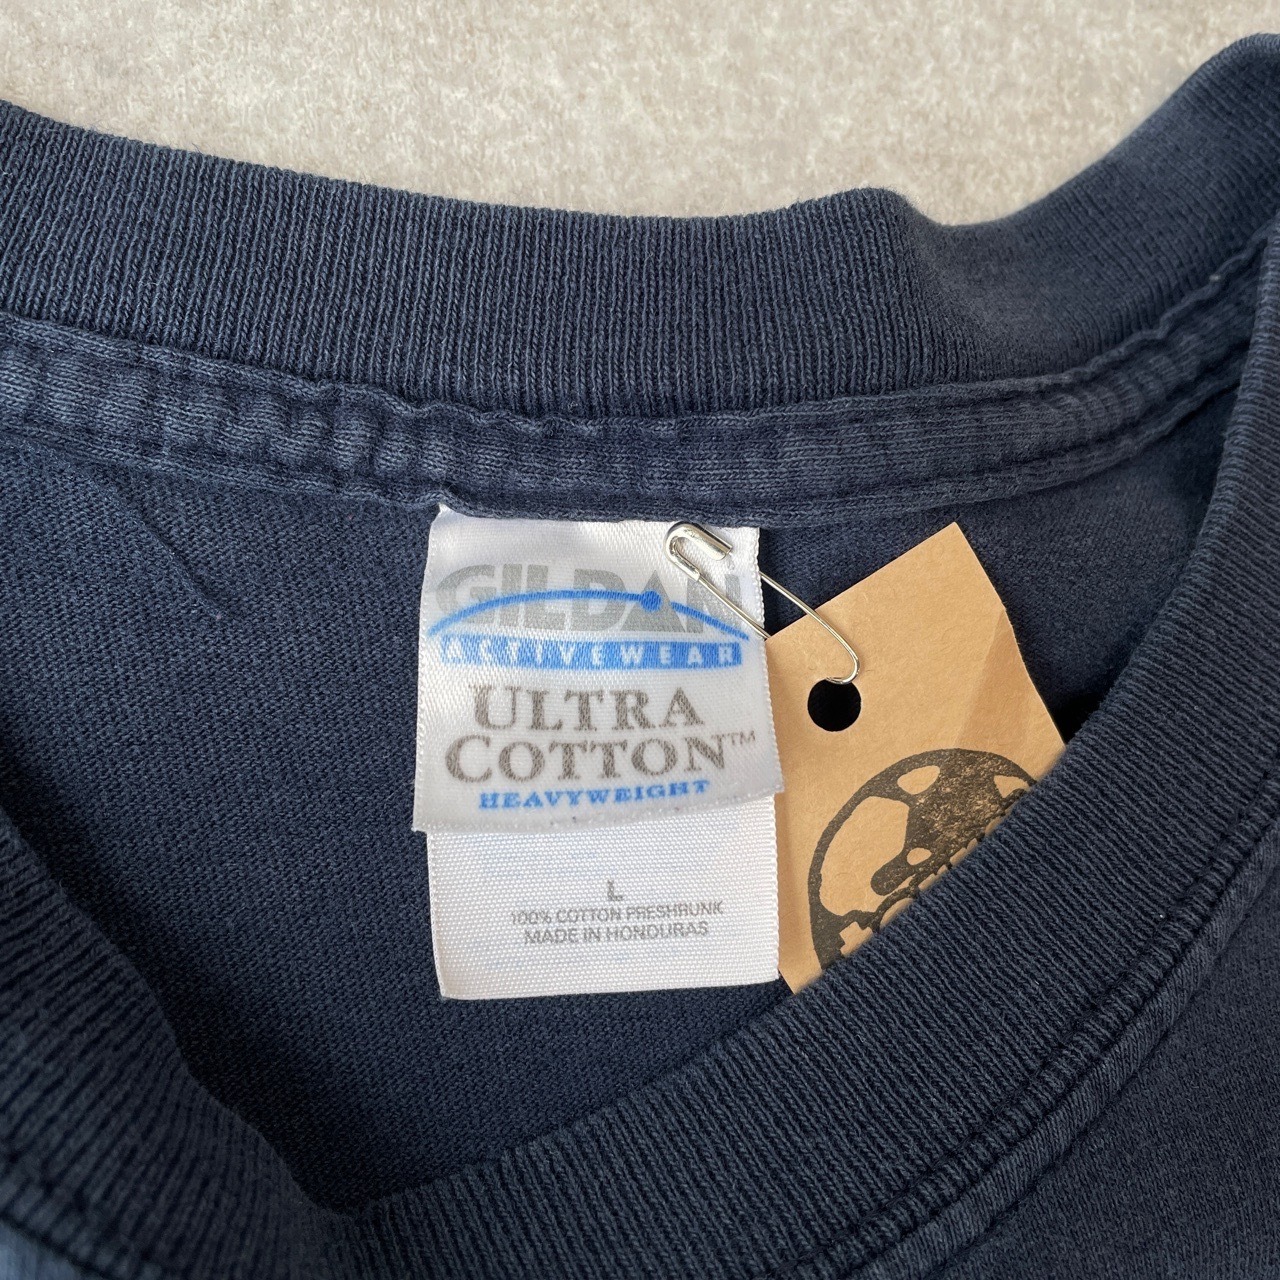 GILDAN
ACTIVEWEAR
ULTRA
COTTON™
HEAVYWEIGHT
L
100% COTTON PRESHRUNK
MADE IN HONDURAS